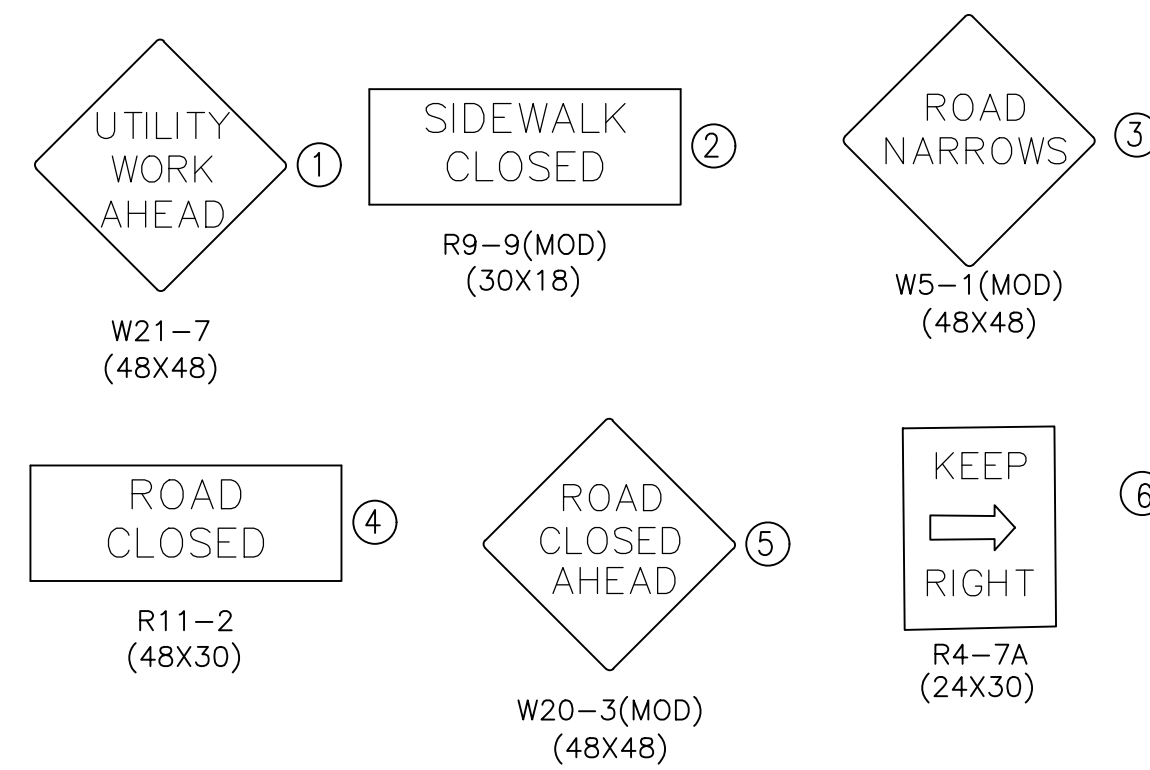 UTILITY
WORK
AHEAD
1
W21-7
(48X48)
SIDEWALK
CLOSED
2
R9-9(MOD)
(30X18)
ROAD
NARROWS
3
W5-1(MOD)
(48X48)
ROAD
CLOSED
4
R11-2
(48X30)
ROAD
CLOSED
AHEAD
5
W20-3(MOD)
(48X48)
KEEP
RIGHT
6
R4-7A
(24X30)